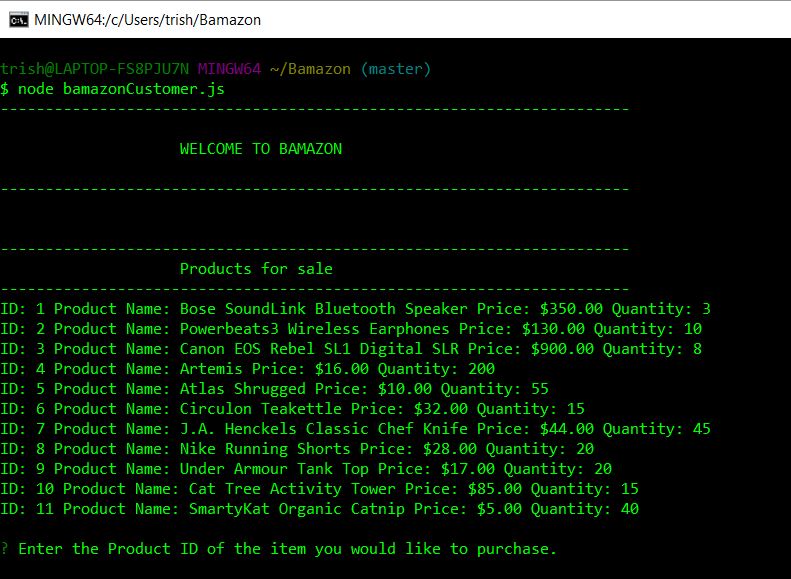 MINGW64:/c/Users/trish/Bamazon
trish@LAPTOP-FS8PJU7N MINGW64 ~/Bamazon (master)
$ node bamazonCustomer.js
----------------------------------------------------------------------
WELCOME TO BAMAZON
----------------------------------------------------------------------
----------------------------------------------------------------------
Products for sale
----------------------------------------------------------------------
ID: 1 Product Name: Bose SoundLink Bluetooth Speaker Price: $350.00 Quantity: 3
ID: 2 Product Name: Powerbeats3 Wireless Earphones Price: $130.00 Quantity: 10
ID: 3 Product Name: Canon EOS Rebel SL1 Digital SLR Price: $900.00 Quantity: 8
ID: 4 Product Name: Artemis Price: $16.00 Quantity: 200
ID: 5 Product Name: Atlas Shrugged Price: $10.00 Quantity: 55
ID: 6 Product Name: Circulon Teakettle Price: $32.00 Quantity: 15
ID: 7 Product Name: J.A. Henckels Classic Chef Knife Price: $44.00 Quantity: 45
ID: 8 Product Name: Nike Running Shorts Price: $28.00 Quantity: 20
ID: 9 Product Name: Under Armour Tank Top Price: $17.00 Quantity: 20
ID: 10 Product Name: Cat Tree Activity Tower Price: $85.00 Quantity: 15
ID: 11 Product Name: SmartyKat Organic Catnip Price: $5.00 Quantity: 40
? Enter the Product ID of the item you would like to purchase.